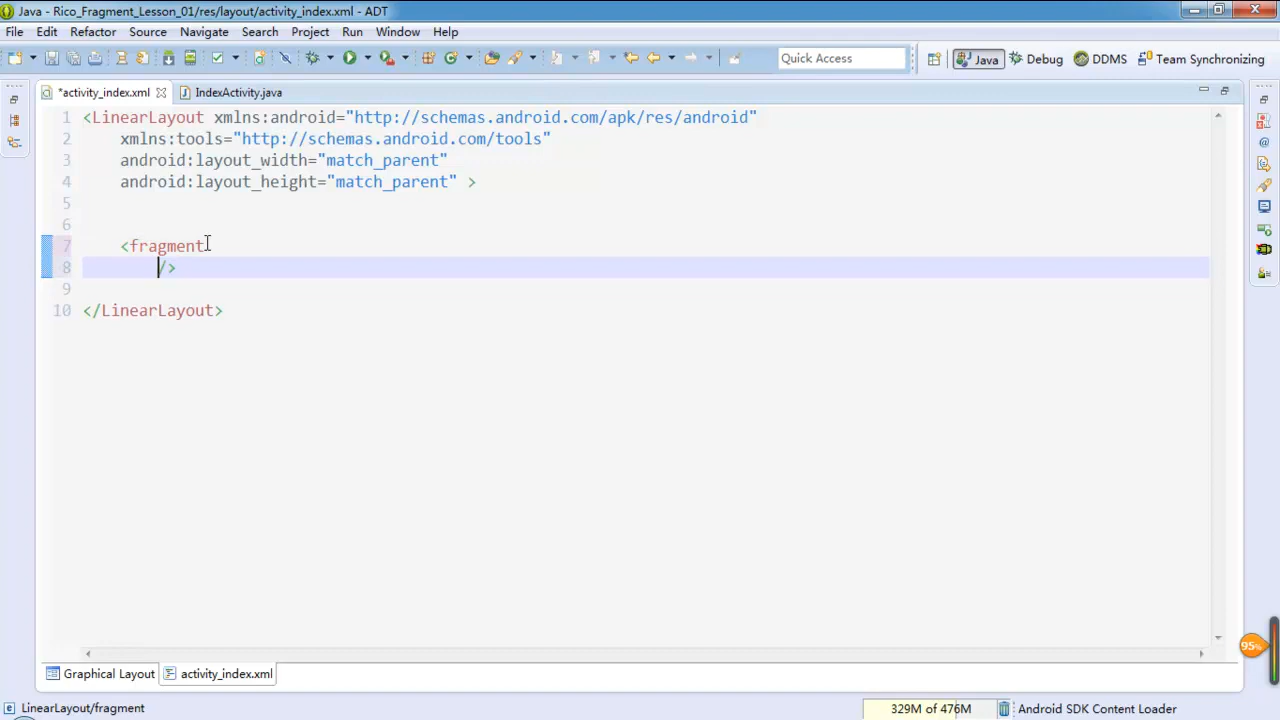 Java - Rico_Fragment_Lesson_01/res/layout/activity_index.xml - ADT
File Edit Refactor Source Navigate Search Project Run Window Help
Quick Access Java Debug DDMS Team Synchronizing
*activity_index.xml IndexActivity.java
1 <LinearLayout xmlns:android="http://schemas.android.com/apk/res/android"
2 xmlns:tools="http://schemas.android.com/tools"
3 android:layout_width="match_parent"
4 android:layout_height="match_parent" >
5
6
7 <fragment
8 />
9
10 </LinearLayout>
95%
Graphical Layout activity_index.xml
LinearLayout/fragment 329M of 476M Android SDK Content Loader